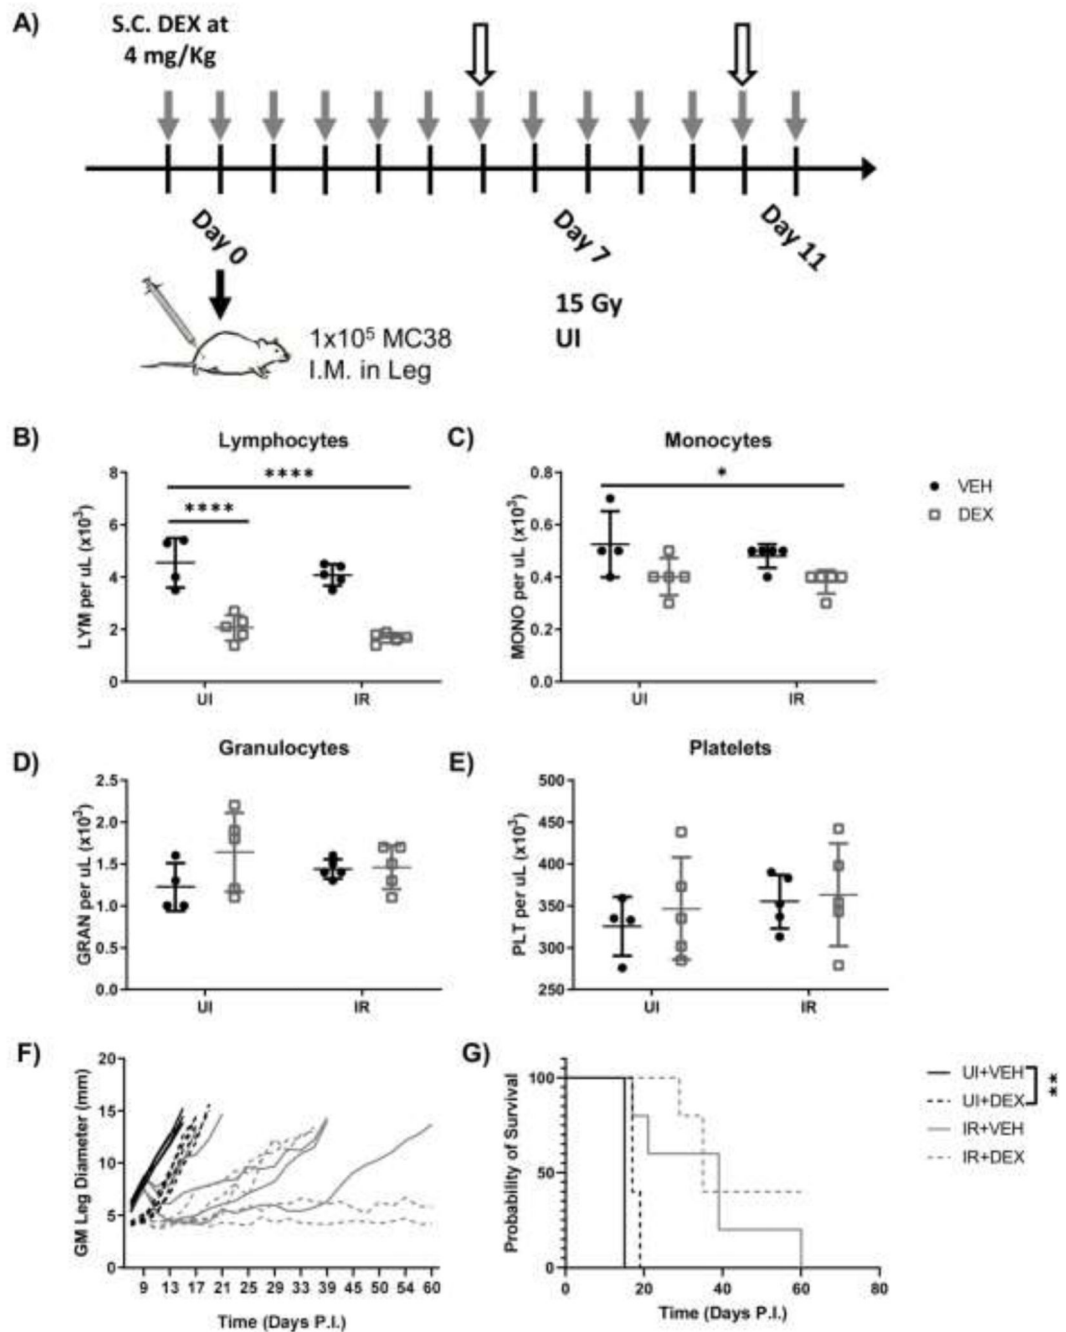 A)
S.C. DEX at
4 mg/Kg
Day 0
Day 7
Day 11
15 Gy
UI
1x10⁵ MC38
I.M. in Leg
B)
Lymphocytes
LYM per uL (x10³)
8
6
4
2
0
****
****
UI
IR
C)
Monocytes
MONO per uL (x10³)
0.8
0.6
0.4
0.2
0.0
*
UI
IR
VEH
DEX
D)
Granulocytes
GRAN per uL (x10³)
2.5
2.0
1.5
1.0
0.5
0.0
UI
IR
E)
Platelets
PLT per uL (x10³)
500
450
400
350
300
250
UI
IR
F)
GM Leg Diameter (mm)
20
15
10
5
0
9 13 17 21 25 29 33 39 45 50 54 60
Time (Days P.I.)
G)
Probability of Survival
100
50
0
0 20 40 60 80
Time (Days P.I.)
UI+VEH
UI+DEX
IR+VEH
IR+DEX
**